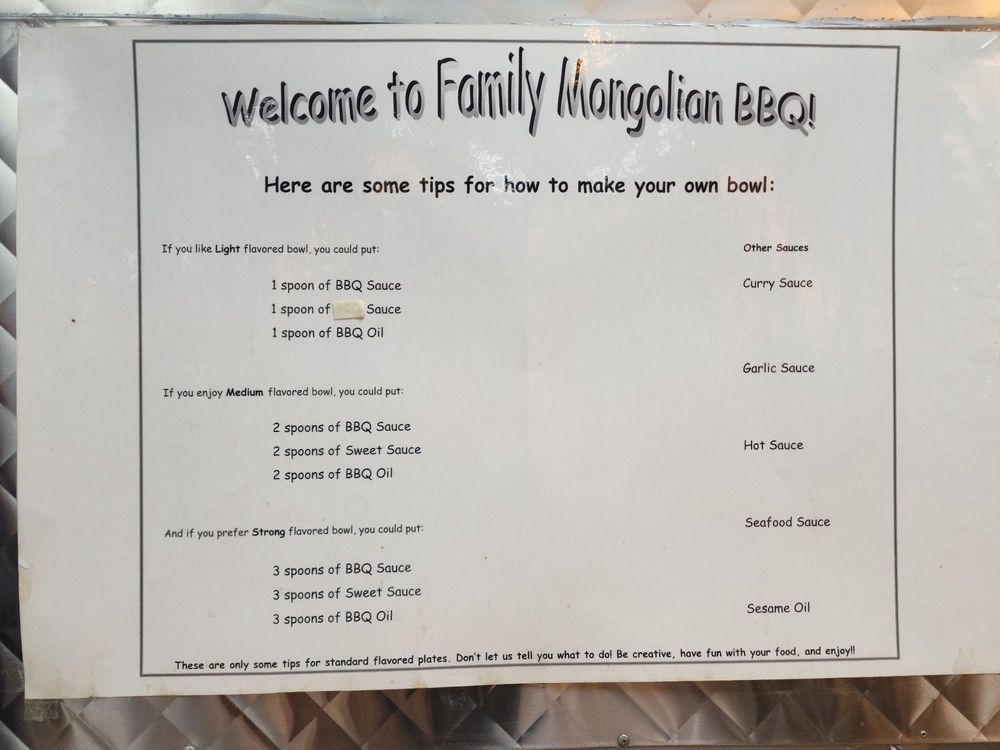 Welcome to Family Mongolian BBQ!
Here are some tips for how to make your own bowl:
If you like Light flavored bowl, you could put:
1 spoon of BBQ Sauce
1 spoon of Sauce
1 spoon of BBQ Oil
If you enjoy Medium flavored bowl, you could put:
2 spoons of BBQ Sauce
2 spoons of Sweet Sauce
2 spoons of BBQ Oil
And if you prefer Strong flavored bowl, you could put:
3 spoons of BBQ Sauce
3 spoons of Sweet Sauce
3 spoons of BBQ Oil
Other Sauces
Curry Sauce
Garlic Sauce
Hot Sauce
Seafood Sauce
Sesame Oil
These are only some tips for standard flavored plates. Don't let us tell you what to do! Be creative, have fun with your food, and enjoy!!